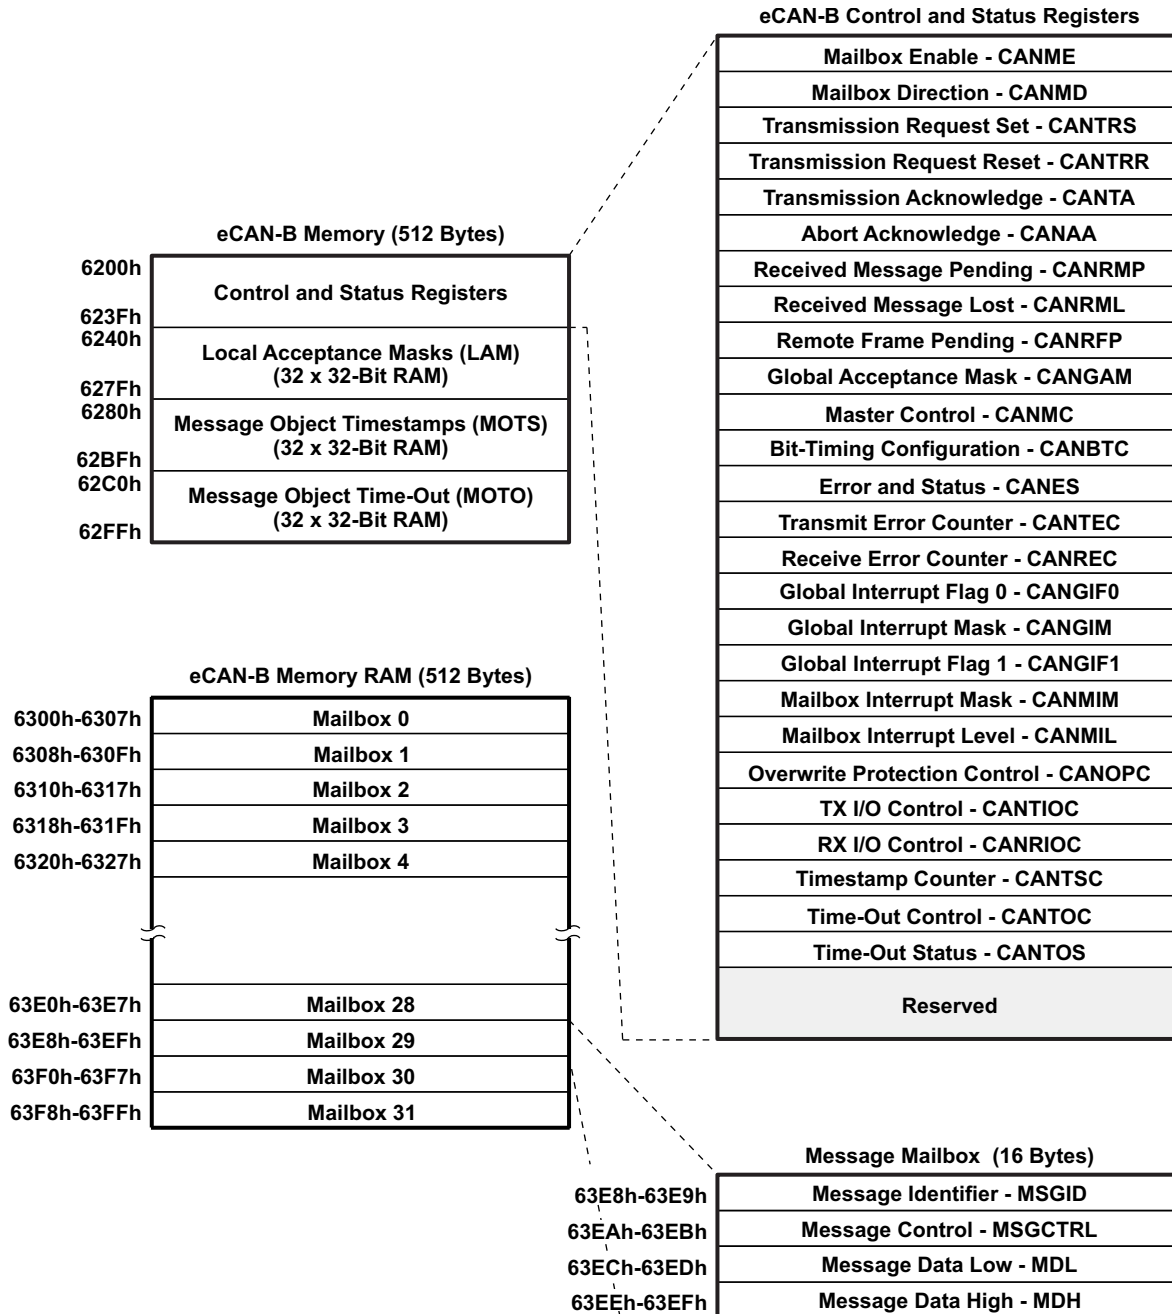 eCAN-B Control and Status Registers
Mailbox Enable - CANME
Mailbox Direction - CANMD
Transmission Request Set - CANTRS
Transmission Request Reset - CANTRR
Transmission Acknowledge - CANTA
Abort Acknowledge - CANAA
Received Message Pending - CANRMP
Received Message Lost - CANRML
Remote Frame Pending - CANRFP
Global Acceptance Mask - CANGAM
Master Control - CANMC
Bit-Timing Configuration - CANBTC
Error and Status - CANES
Transmit Error Counter - CANTEC
Receive Error Counter - CANREC
Global Interrupt Flag 0 - CANGIF0
Global Interrupt Mask - CANGIM
Global Interrupt Flag 1 - CANGIF1
Mailbox Interrupt Mask - CANMIM
Mailbox Interrupt Level - CANMIL
Overwrite Protection Control - CANOPC
TX I/O Control - CANTIOC
RX I/O Control - CANRIOC
Timestamp Counter - CANTSC
Time-Out Control - CANTOC
Time-Out Status - CANTOS
Reserved
eCAN-B Memory (512 Bytes)
6200h
Control and Status Registers
623Fh
6240h
Local Acceptance Masks (LAM)
(32 x 32-Bit RAM)
627Fh
6280h
Message Object Timestamps (MOTS)
(32 x 32-Bit RAM)
62BFh
62C0h
Message Object Time-Out (MOTO)
(32 x 32-Bit RAM)
62FFh
eCAN-B Memory RAM (512 Bytes)
6300h-6307h Mailbox 0
6308h-630Fh Mailbox 1
6310h-6317h Mailbox 2
6318h-631Fh Mailbox 3
6320h-6327h Mailbox 4
63E0h-63E7h Mailbox 28
63E8h-63EFh Mailbox 29
63F0h-63F7h Mailbox 30
63F8h-63FFh Mailbox 31
Message Mailbox (16 Bytes)
63E8h-63E9h Message Identifier - MSGID
63EAh-63EBh Message Control - MSGCTRL
63ECh-63EDh Message Data Low - MDL
63EEh-63EFh Message Data High - MDH